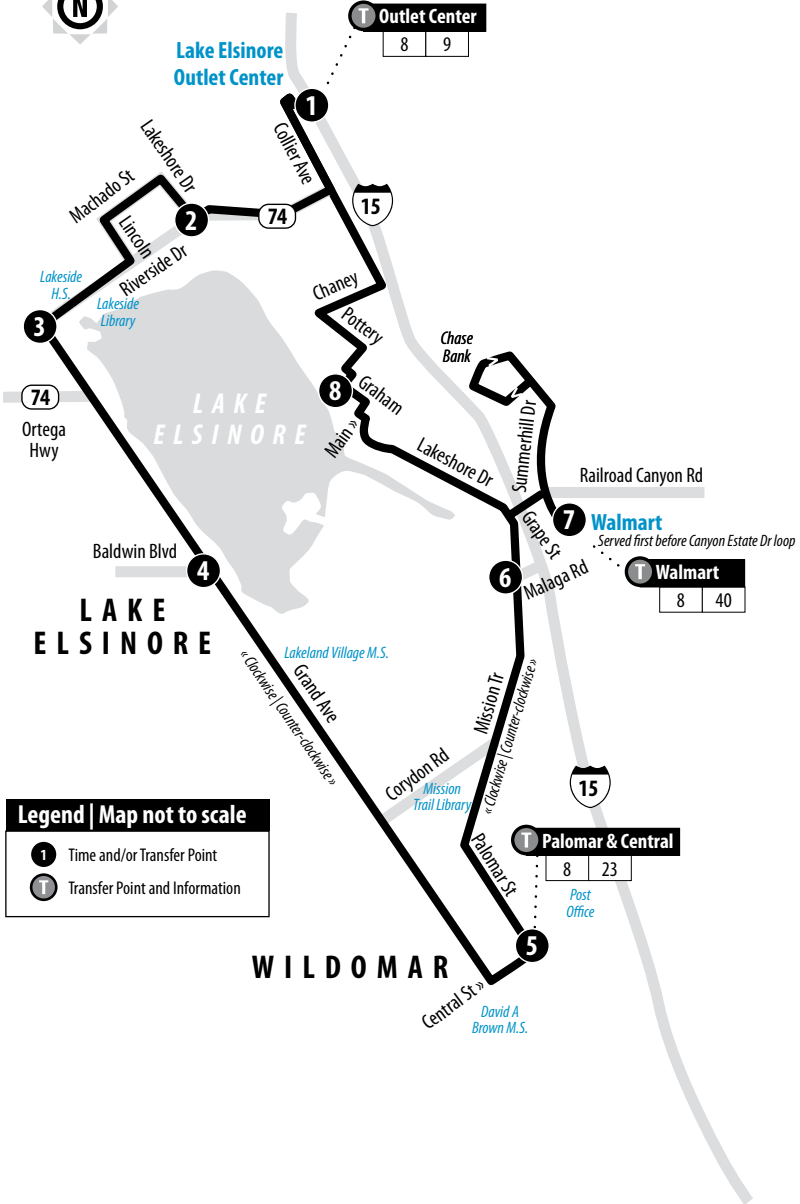 N
T Outlet Center
8 9
Lake Elsinore
Outlet Center
1
Collier Ave
Lakeshore Dr
Machado St
Lincoln
2
74
15
Riverside Dr
Lakeside
H.S.
Lakeside
Library
3
Chaney
Pottery
Chase
Bank
8
Graham
Main »
74
Ortega
Hwy
LAKE
ELSINORE
Lakeshore Dr
Summerhill Dr
Railroad Canyon Rd
Grape St
7
Walmart
Served first before Canyon Estate Dr loop
T Walmart
8 40
6
Malaga Rd
Baldwin Blvd
4
LAKE
ELSINORE
Lakeland Village M.S.
Grand Ave
« Clockwise | Counter-clockwise »
Mission Tr
« Clockwise | Counter-clockwise »
Corydon Rd
Mission
Trail Library
15
Legend | Map not to scale
1 Time and/or Transfer Point
T Transfer Point and Information
Palomar St
T Palomar & Central
8 23
Post
Office
5
WILDOMAR
Central St »
David A
Brown M.S.